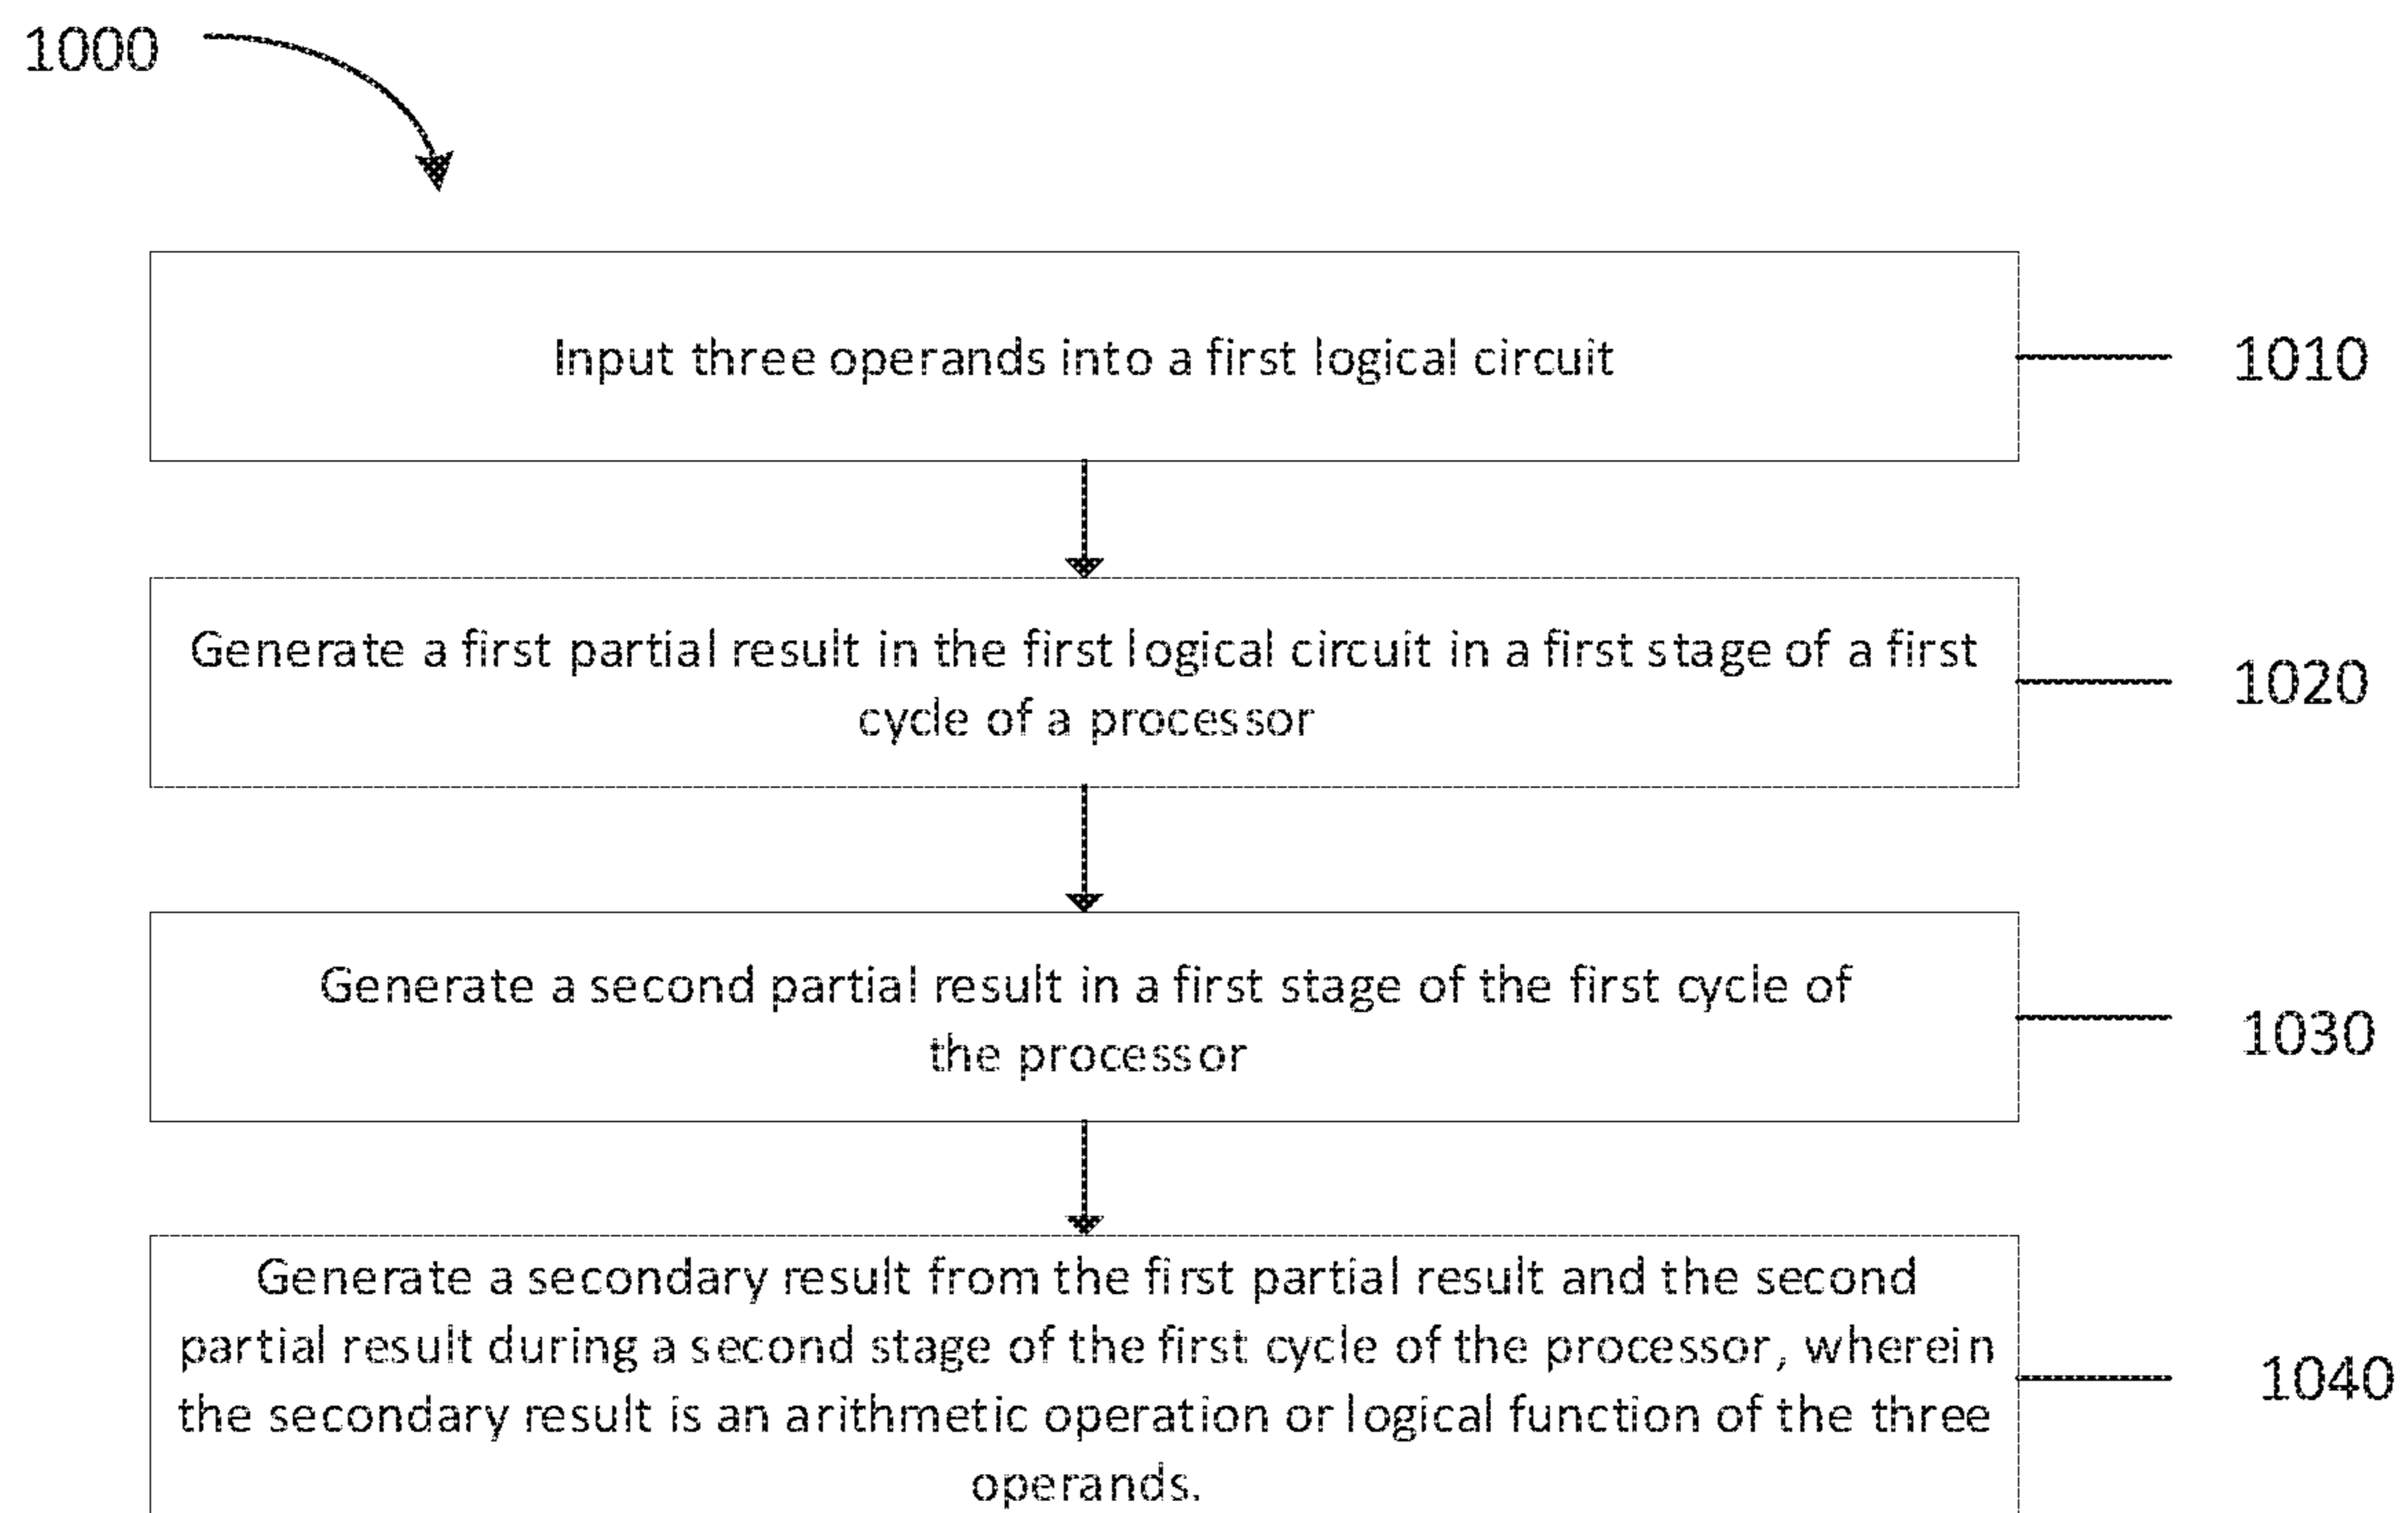 1000
Input three operands into a first logical circuit
1010
Generate a first partial result in the first logical circuit in a first stage of a first
cycle of a processor
1020
Generate a second partial result in a first stage of the first cycle of
the processor
1030
Generate a secondary result from the first partial result and the second
partial result during a second stage of the first cycle of the processor, wherein
the secondary result is an arithmetic operation or logical function of the three
operands.
1040